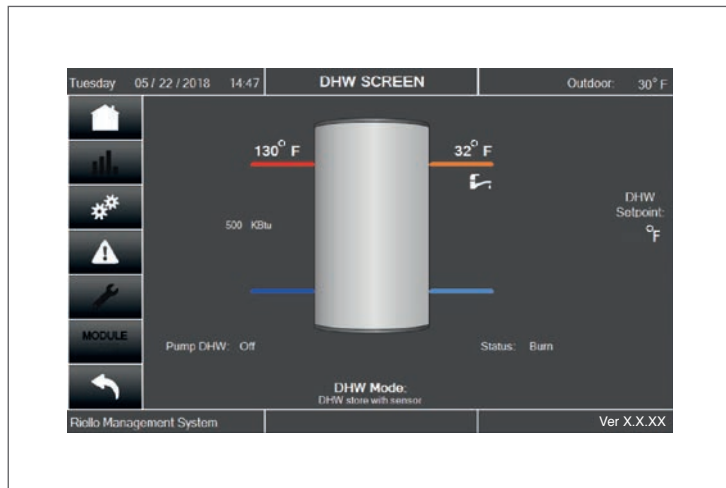 Tuesday 05 / 22 / 2018 14:47 DHW SCREEN Outdoor: 30° F
130° F 32° F
DHW
Setpoint:
°F
500 KBtu
MODULE
Pump DHW: Off Status: Burn
DHW Mode:
DHW store with sensor
Riello Management System Ver X.X.XX